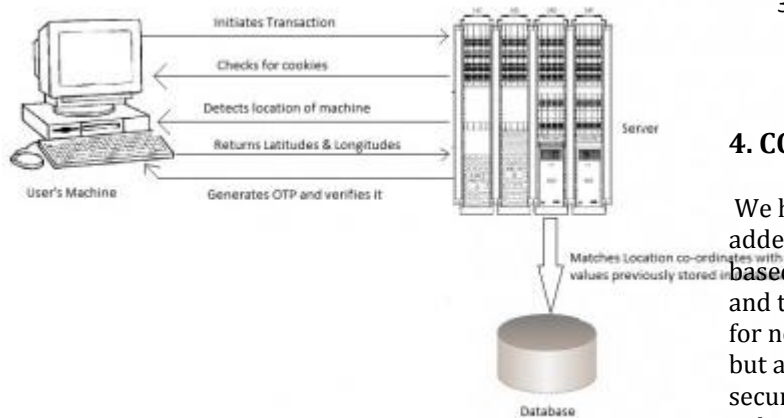 Initiates Transaction
Checks for cookies
Detects location of machine
Returns Latitudes & Longitudes
Generates OTP and verifies it
User's Machine
Server
Matches Location co-ordinates with
values previously stored in
Database
3
4. CO
We h
adde
based
and t
for n
but a
secur